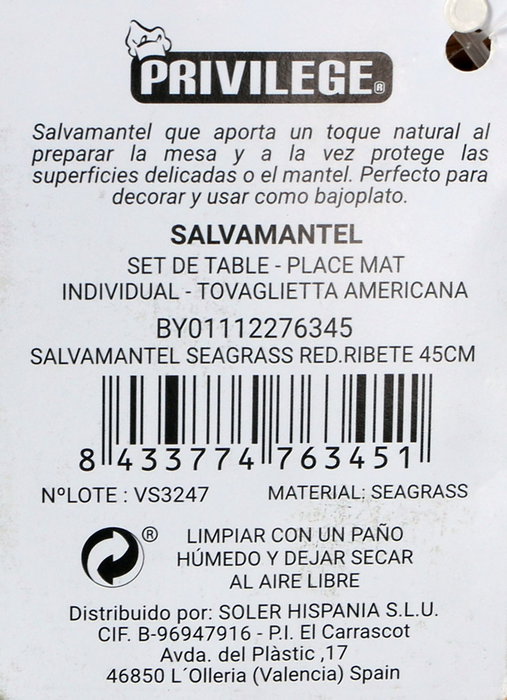 PRIVILEGE®
Salvamantel que aporta un toque natural al
preparar la mesa y a la vez protege las
superficies delicadas o el mantel. Perfecto para
decorar y usar como bajoplato.
SALVAMANTEL
SET DE TABLE - PLACE MAT
INDIVIDUAL - TOVAGLIETTA AMERICANA
BY01112276345
SALVAMANTEL SEAGRASS RED.RIBETE 45CM
8 433774 763451
NºLOTE : VS3247 MATERIAL: SEAGRASS
® LIMPIAR CON UN PAÑO
HÚMEDO Y DEJAR SECAR
AL AIRE LIBRE
Distribuido por: SOLER HISPANIA S.L.U.
CIF. B-96947916 - P.I. El Carrascot
Avda. del Plàstic ,17
46850 L´Olleria (Valencia) Spain